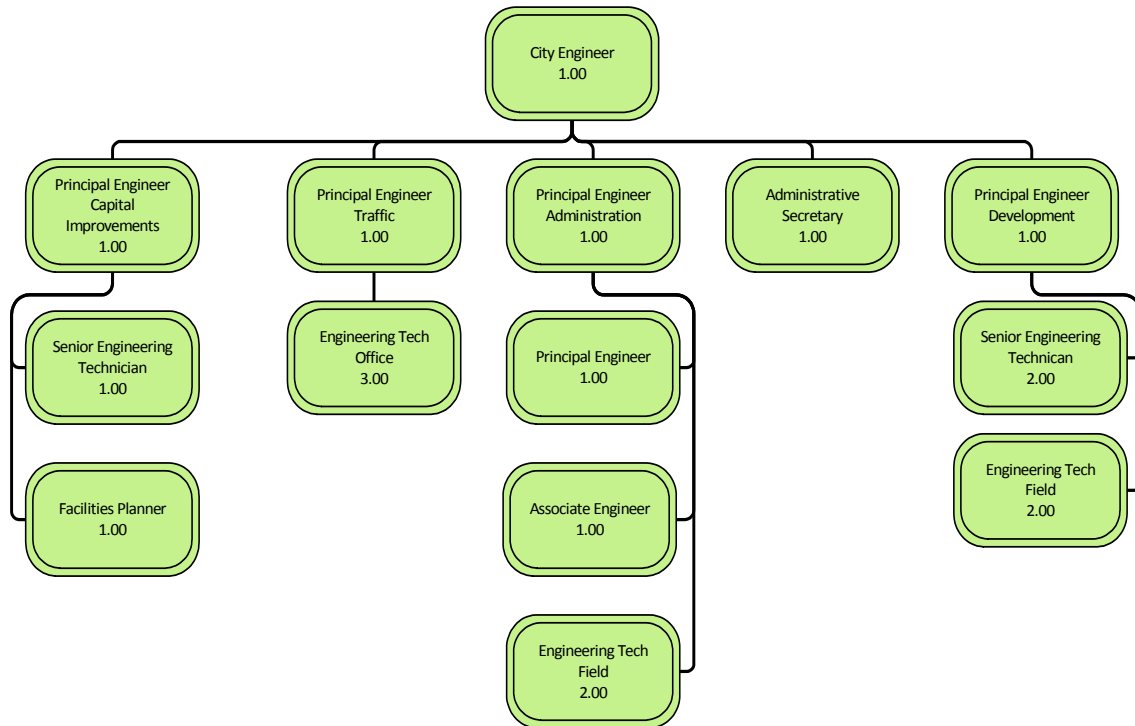 City Engineer
1.00
Principal Engineer
Capital
Improvements
1.00
Principal Engineer
Traffic
1.00
Principal Engineer
Administration
1.00
Administrative
Secretary
1.00
Principal Engineer
Development
1.00
Senior Engineering
Technician
1.00
Engineering Tech
Office
3.00
Principal Engineer
1.00
Senior Engineering
Technican
2.00
Facilities Planner
1.00
Associate Engineer
1.00
Engineering Tech
Field
2.00
Engineering Tech
Field
2.00